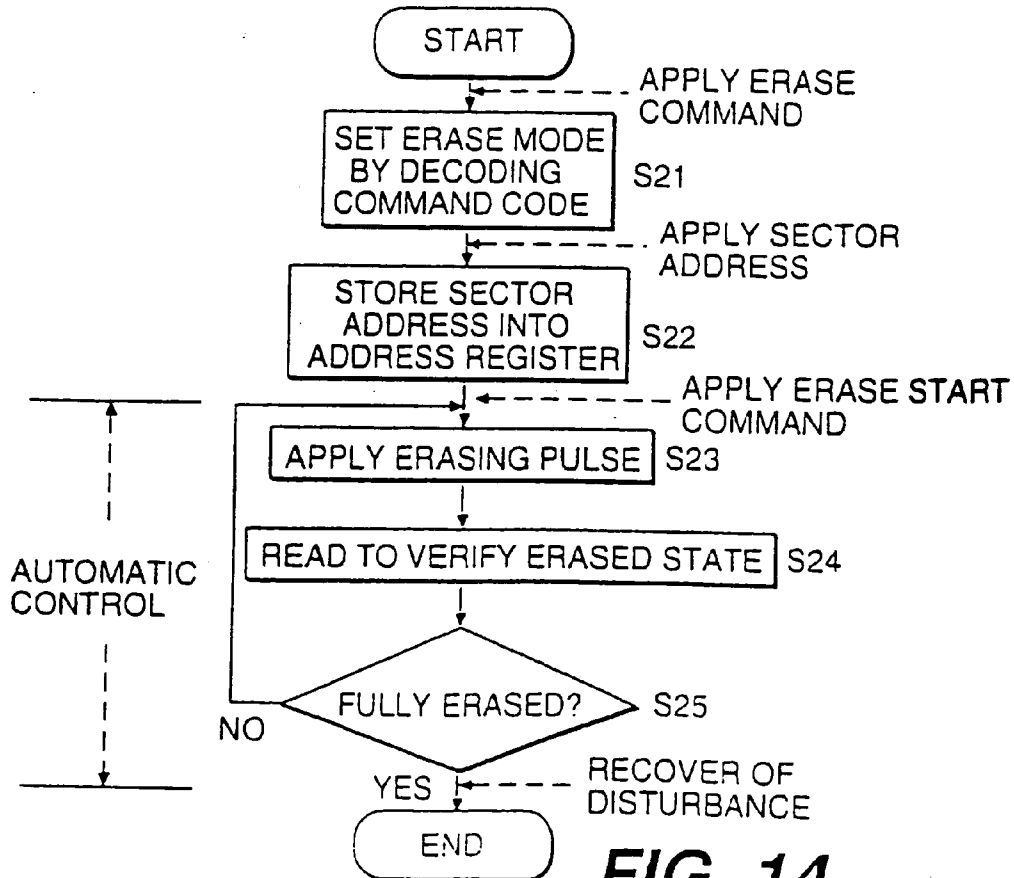 START
APPLY ERASE
COMMAND
SET ERASE MODE
BY DECODING
COMMAND CODE
S21
APPLY SECTOR
ADDRESS
STORE SECTOR
ADDRESS INTO
ADDRESS REGISTER
S22
APPLY ERASE START
COMMAND
APPLY ERASING PULSE
S23
READ TO VERIFY ERASED STATE
S24
AUTOMATIC
CONTROL
FULLY ERASED?
S25
NO
YES
RECOVER OF
DISTURBANCE
END
FIG. 14